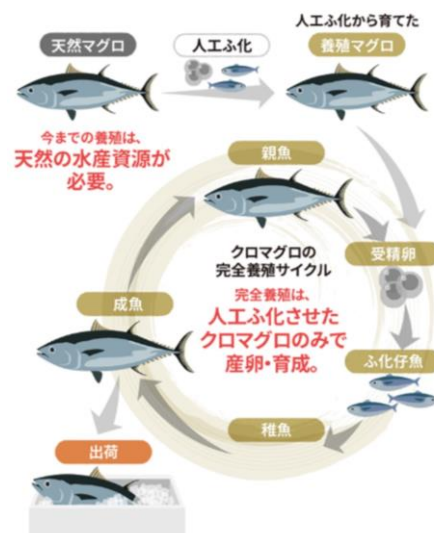 人工ふ化から育てた
天然マグロ
人工ふ化
養殖マグロ
今までの養殖は、
天然の水産資源が
必要。
親魚
受精卵
クロマグロの
完全養殖サイクル
完全養殖は、
人工ふ化させた
クロマグロのみで
産卵・育成。
成魚
ふ化仔魚
稚魚
出荷